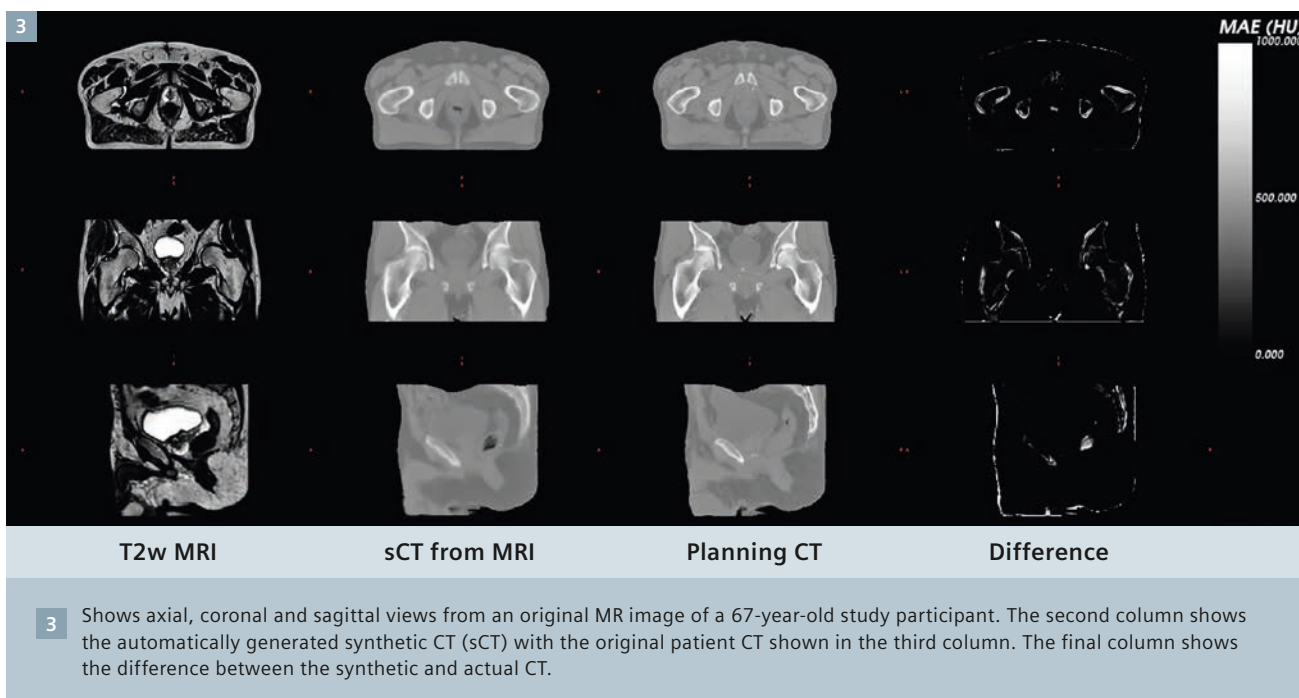 3
MAE (HU)
1000.000
500.000
0.000
T2w MRI
sCT from MRI
Planning CT
Difference
3
Shows axial, coronal and sagittal views from an original MR image of a 67-year-old study participant. The second column shows
the automatically generated synthetic CT (sCT) with the original patient CT shown in the third column. The final column shows
the difference between the synthetic and actual CT.